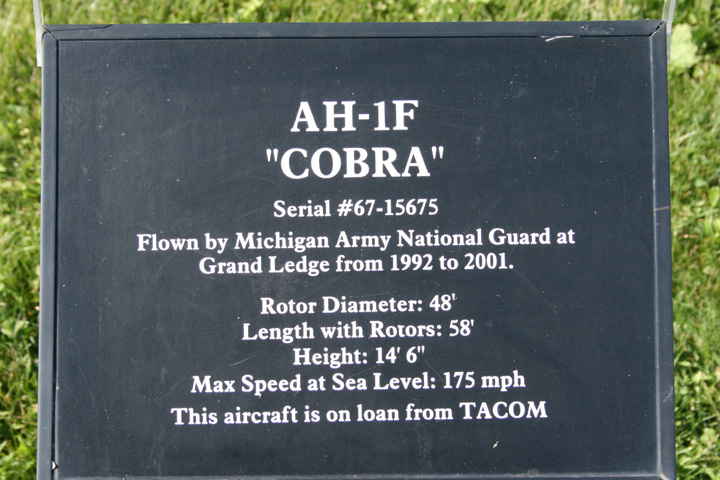 AH-1F
"COBRA"
Serial #67-15675
Flown by Michigan Army National Guard at
Grand Ledge from 1992 to 2001.
Rotor Diameter: 48'
Length with Rotors: 58'
Height: 14' 6"
Max Speed at Sea Level: 175 mph
This aircraft is on loan from TACOM